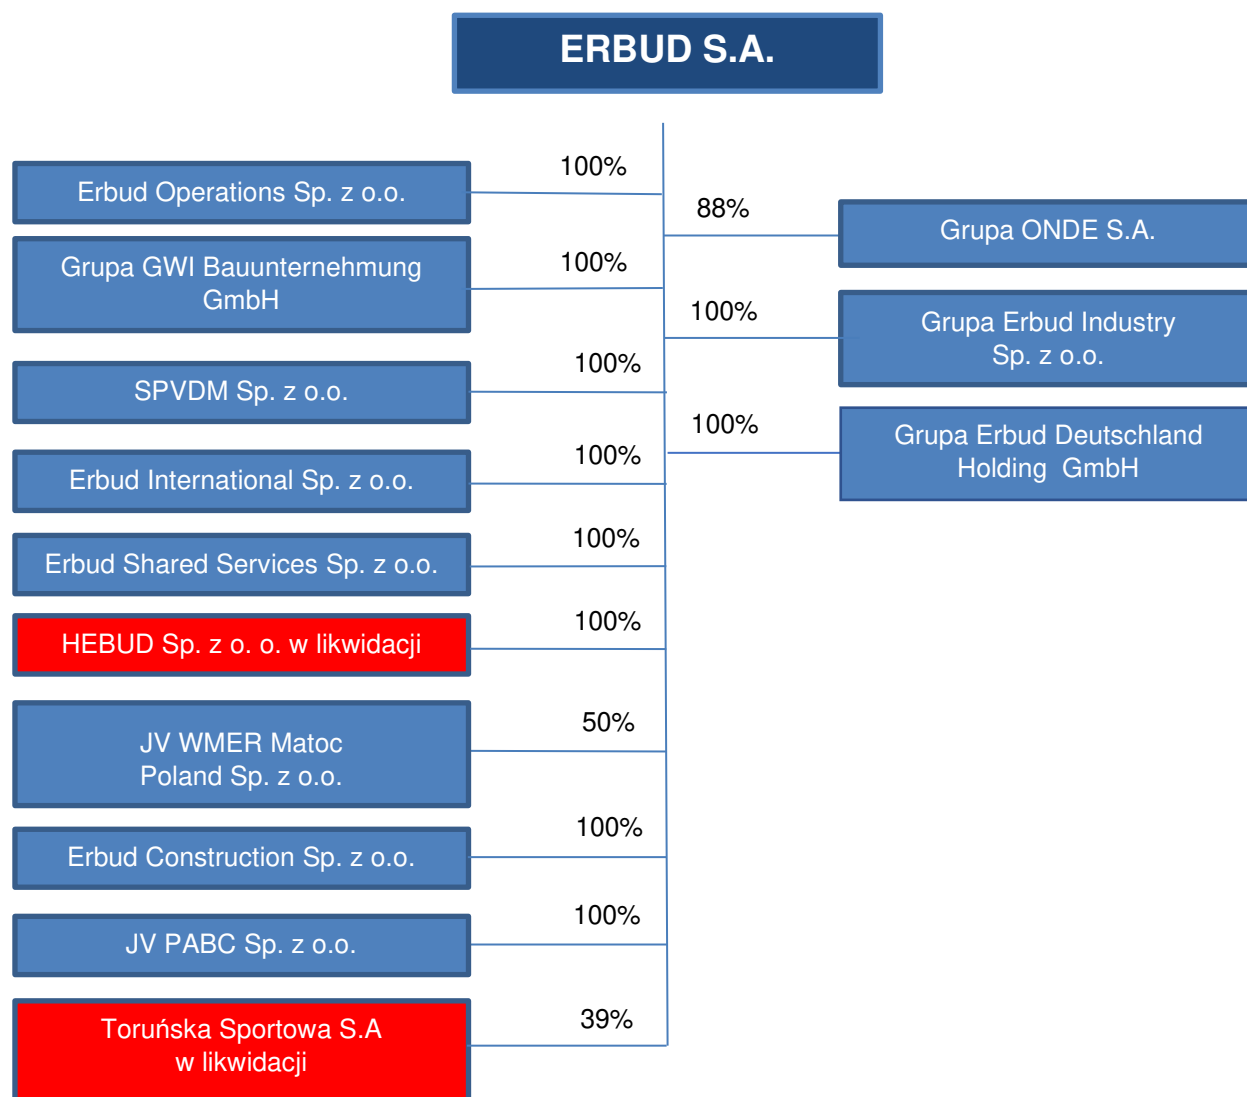 ERBUD S.A.
100%
Erbud Operations Sp. z o.o.
88%
Grupa ONDE S.A.
100%
Grupa GWI Bauunternehmung
GmbH
100%
Grupa Erbud Industry
Sp. z o.o.
100%
SPVDM Sp. z o.o.
100%
Grupa Erbud Deutschland
Holding GmbH
100%
Erbud International Sp. z o.o.
100%
Erbud Shared Services Sp. z o.o.
100%
HEBUD Sp. z o. o. w likwidacji
50%
JV WMER Matoc
Poland Sp. z o.o.
100%
Erbud Construction Sp. z o.o.
100%
JV PABC Sp. z o.o.
39%
Toruńska Sportowa S.A
w likwidacji